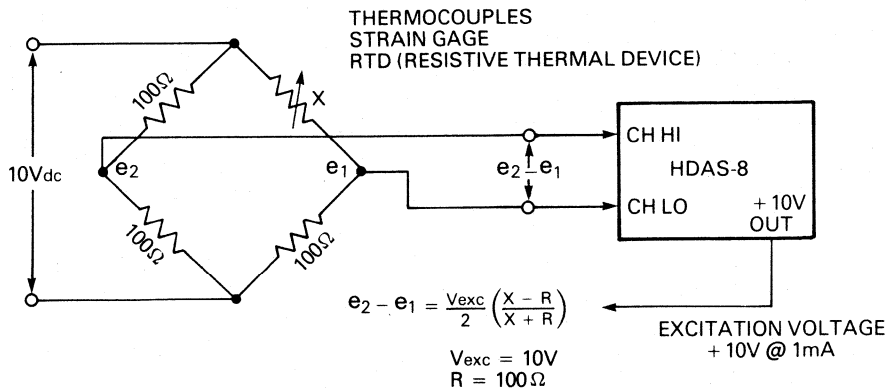 THERMOCOUPLES
STRAIN GAGE
RTD (RESISTIVE THERMAL DEVICE)
100Ω
X
10Vdc
e₂
e₁
100Ω
100Ω
e₂ – e₁
CH HI
HDAS-8
CH LO
+ 10V
OUT
e₂ – e₁ = Vexc/2 (X – R/X + R)
EXCITATION VOLTAGE
+ 10V @ 1mA
Vexc = 10V
R = 100Ω